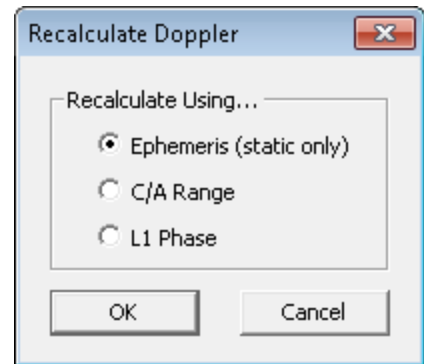 Recalculate Doppler
Recalculate Using...
Ephemeris (static only)
C/A Range
L1 Phase
OK
Cancel